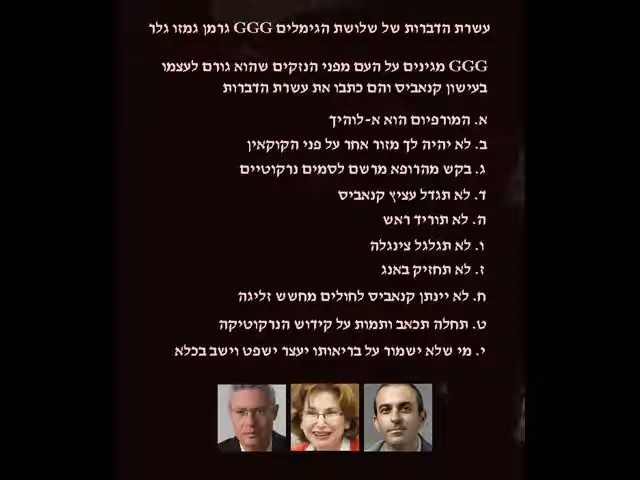 עשרת הדברות של שלושת הגימלים GGG גרמן גמזו גלר
GGG מגינים על העם מפני הנזקים שהוא גורם לעצמו
בעישון קנאביס והם כתבו את עשרת הדברות
א. המורפיום הוא א-לוהיך
ב. לא יהיה לך מזור אחר על פני הקוקאין
ג. בקש מהרופא מרשם לסמים נרקוטיים
ד. לא תגדל עציץ קנאביס
ה. לא תוריד ראש
ו. לא תגלגל צינגלה
ז. לא תחזיק באנג
ח. לא יינתן קנאביס לחולים מחשש זליגה
ט. תחלה תכאב ותמות על קידוש הנרקוטיקה
י. מי שלא ישמור על בריאותו יעצר ישפט וישב בכלא